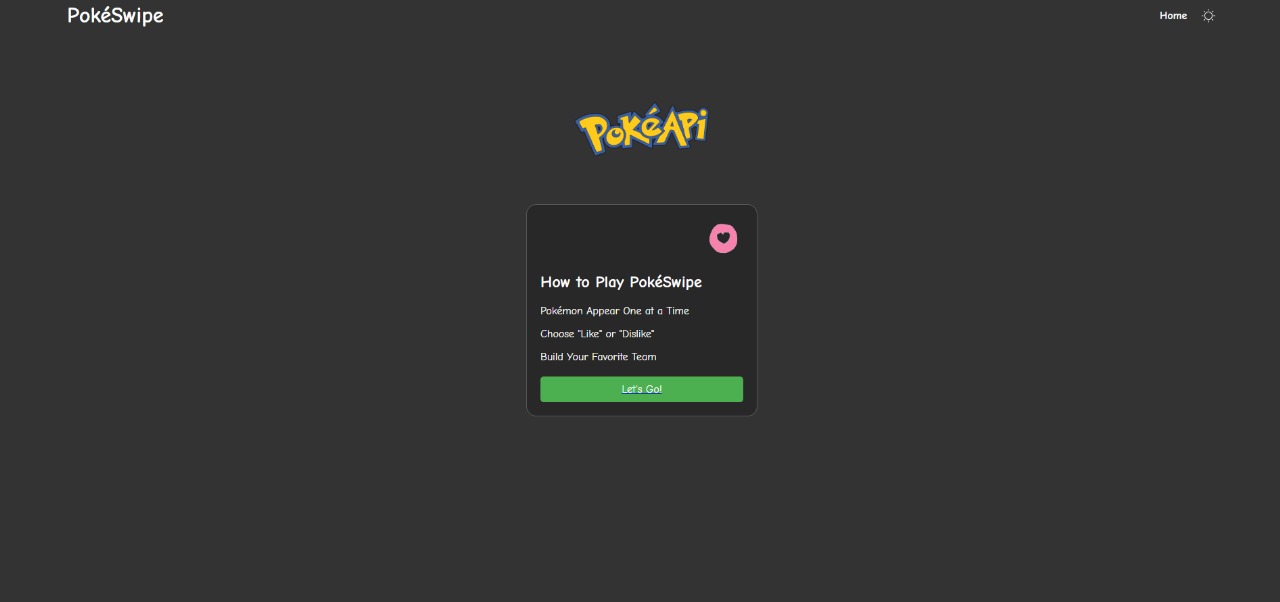 PokéSwipe
Home
PokéApi
How to Play PokéSwipe
Pokémon Appear One at a Time
Choose "Like" or "Dislike"
Build Your Favorite Team
Let's Go!